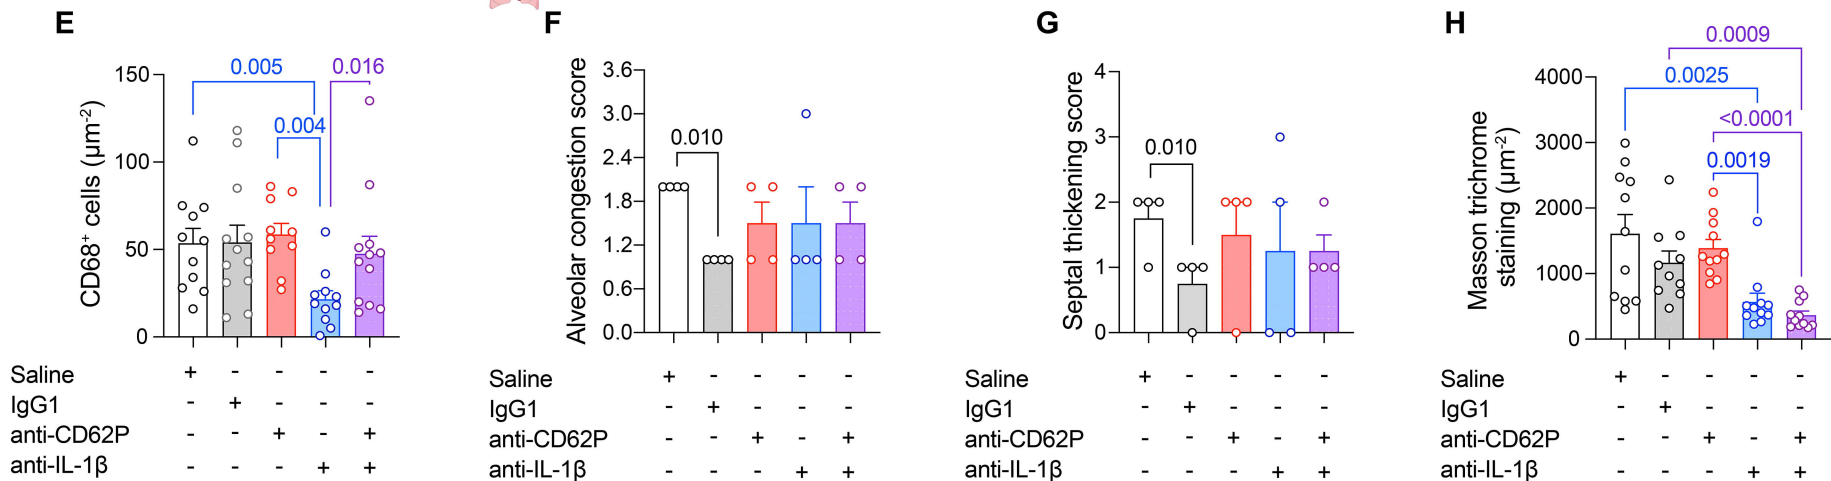 E
CD68⁺ cells (μm⁻²)
150
100
50
0
0.005
0.016
0.004
Saline + - - - -
IgG1 - + - - -
anti-CD62P - - + - +
anti-IL-1β - - - + +
F
Alveolar congestion score
3.6
3.0
2.4
1.8
1.2
0.6
0.0
0.010
Saline + - - - -
IgG1 - + - - -
anti-CD62P - - + - +
anti-IL-1β - - - + +
G
Septal thickening score
4
3
2
1
0
0.010
Saline + - - - -
IgG1 - + - - -
anti-CD62P - - + - +
anti-IL-1β - - - + +
H
Masson trichrome
staining (μm⁻²)
4000
3000
2000
1000
0
0.0009
0.0025
<0.0001
0.0019
Saline + - - - -
IgG1 - + - - -
anti-CD62P - - + - +
anti-IL-1β - - - + +